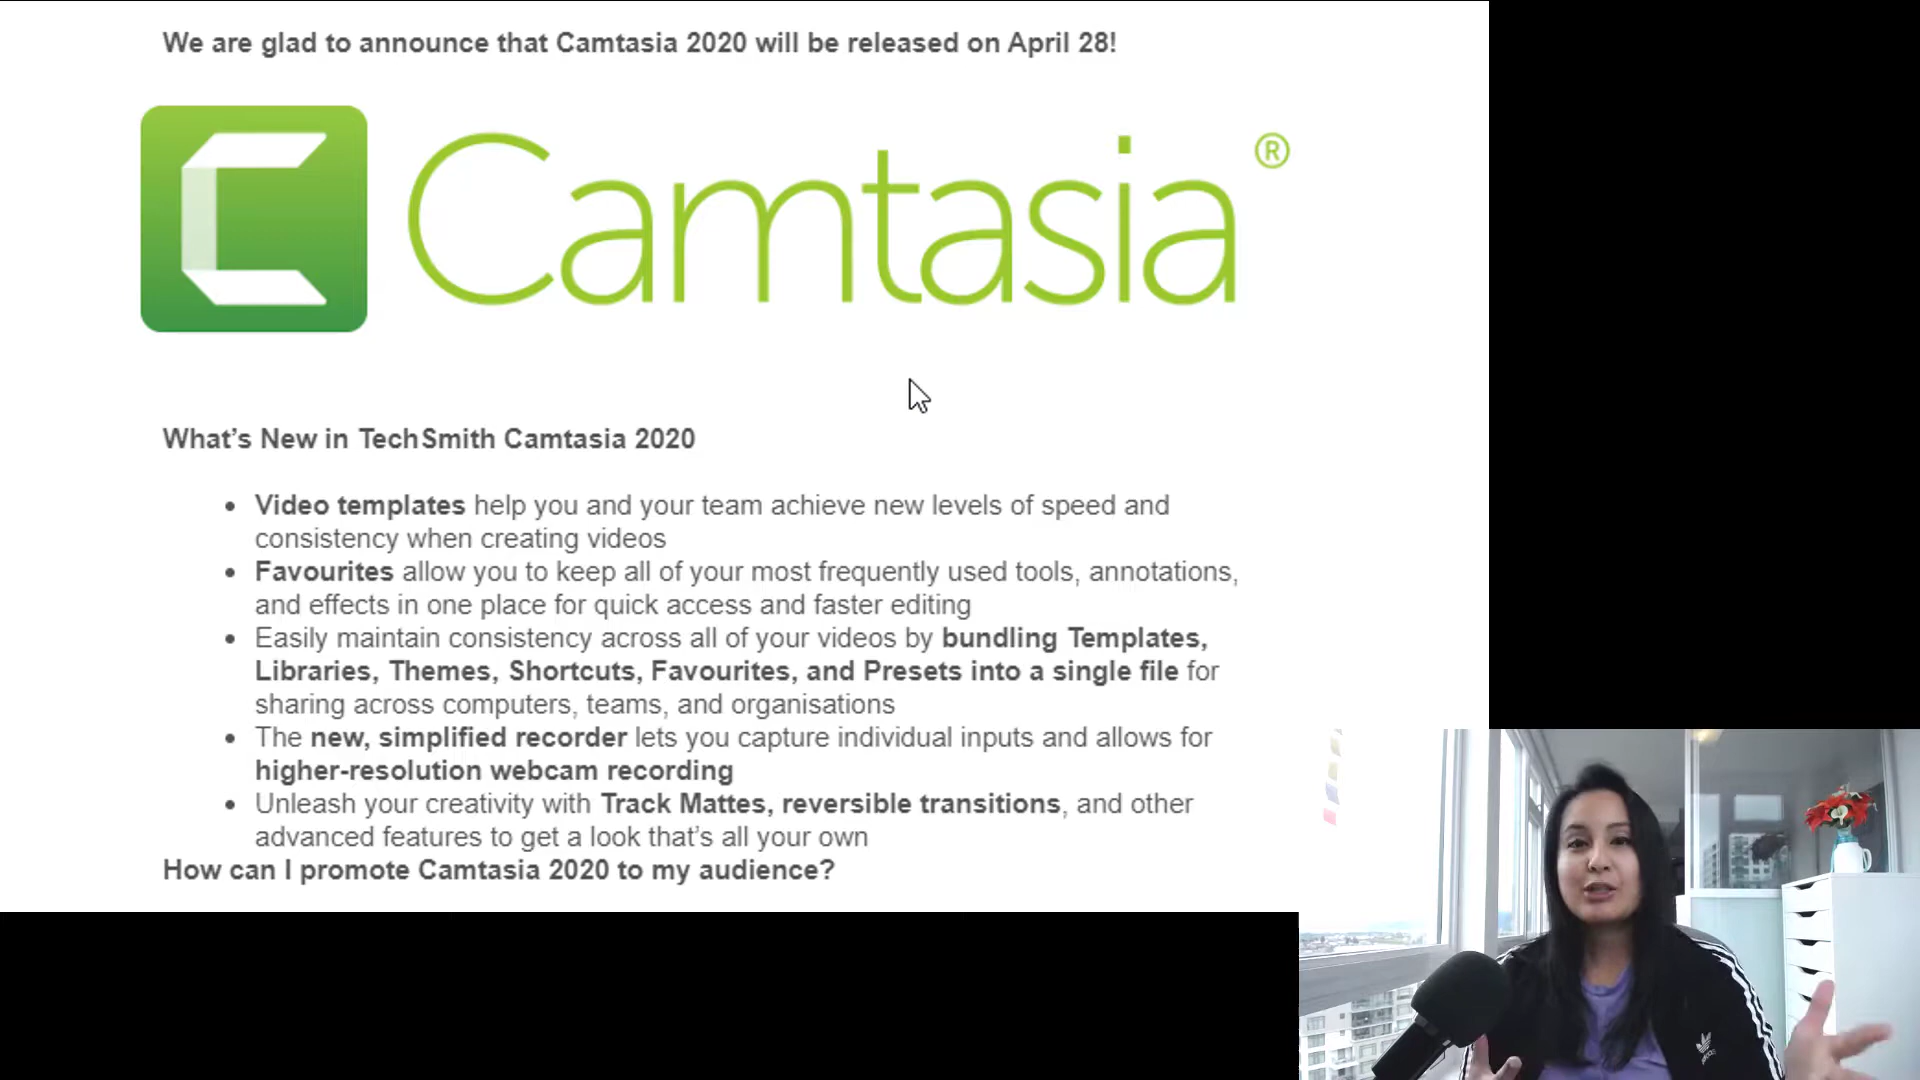 We are glad to announce that Camtasia 2020 will be released on April 28!
Camtasia®
What's New in TechSmith Camtasia 2020
• Video templates help you and your team achieve new levels of speed and
consistency when creating videos
• Favourites allow you to keep all of your most frequently used tools, annotations,
and effects in one place for quick access and faster editing
• Easily maintain consistency across all of your videos by bundling Templates,
Libraries, Themes, Shortcuts, Favourites, and Presets into a single file for
sharing across computers, teams, and organisations
• The new, simplified recorder lets you capture individual inputs and allows for
higher-resolution webcam recording
• Unleash your creativity with Track Mattes, reversible transitions, and other
advanced features to get a look that's all your own
How can I promote Camtasia 2020 to my audience?